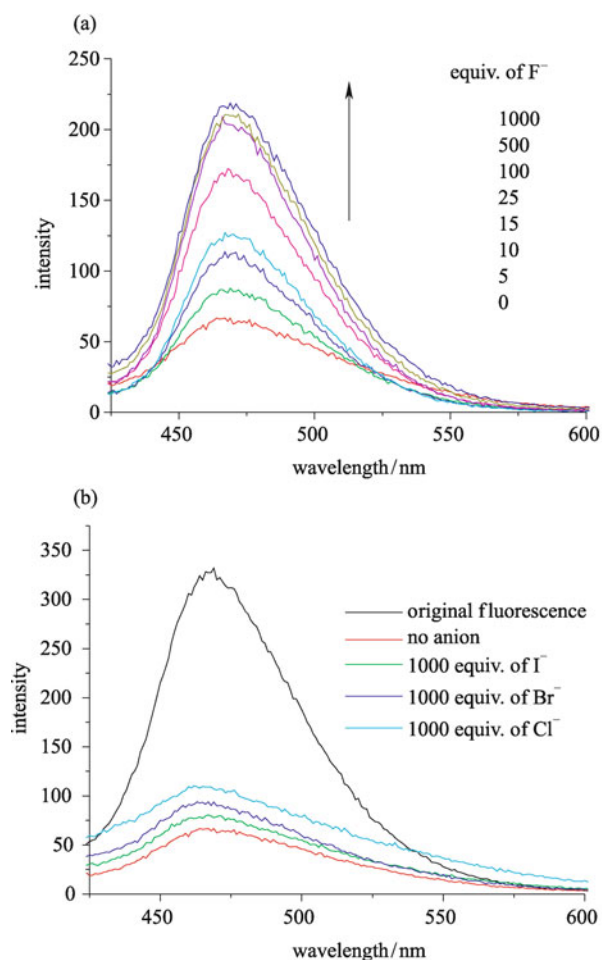 (a)
250
200
150
100
50
0
intensity
equiv. of F⁻
1000
500
100
25
15
10
5
0
450 500 550 600
wavelength/nm
(b)
350
300
250
200
150
100
50
0
intensity
original fluorescence
no anion
1000 equiv. of I⁻
1000 equiv. of Br⁻
1000 equiv. of Cl⁻
450 500 550 600
wavelength/nm